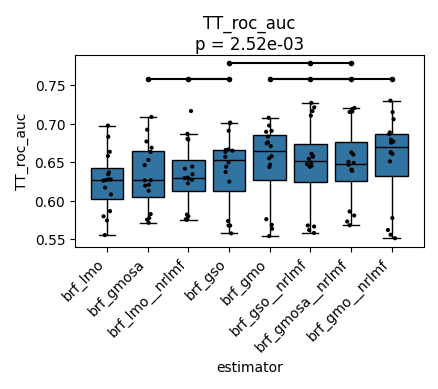 TT_roc_auc
p = 2.52e-03
TT_roc_auc
0.75
0.70
0.65
0.60
0.55
brf_lmo
brf_gmosa
brf_lmo__nrlmf
brf_gso
brf_gmo
brf_gso__nrlmf
brf_gmosa__nrlmf
brf_gmo__nrlmf
estimator